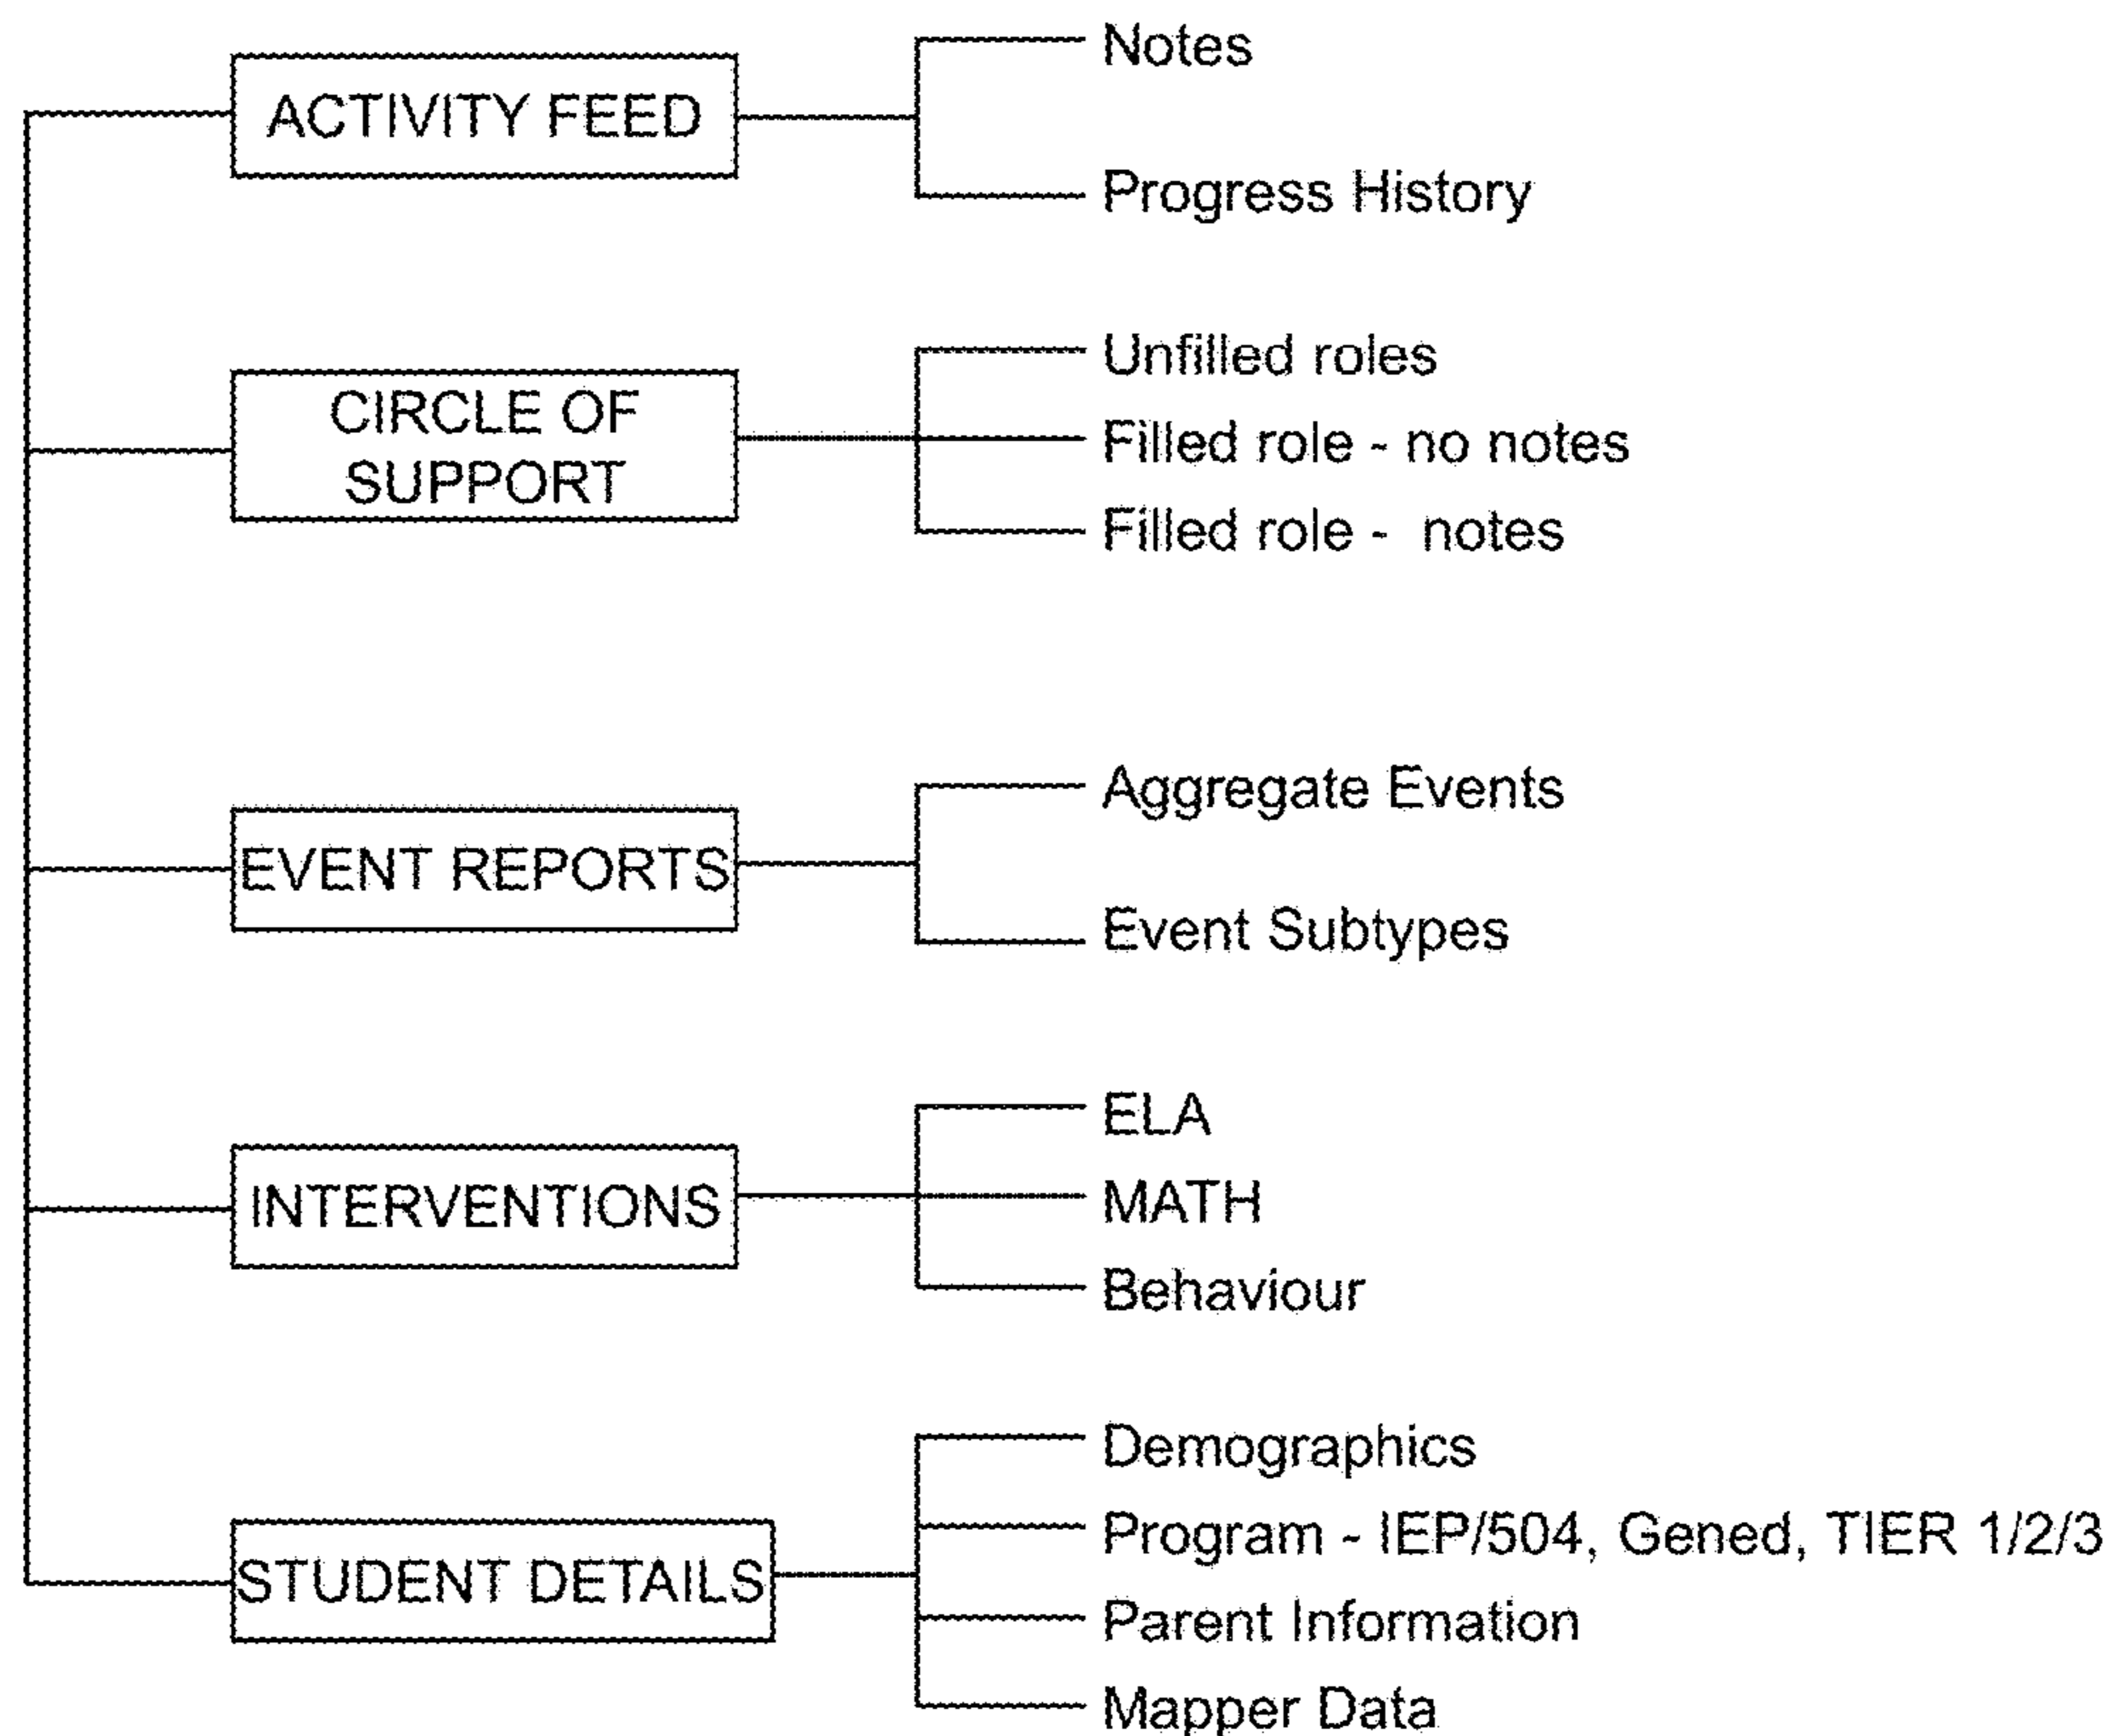 ACTIVITY FEED
Notes
Progress History
CIRCLE OF
SUPPORT
Unfilled roles
Filled role - no notes
Filled role - notes
EVENT REPORTS
Aggregate Events
Event Subtypes
INTERVENTIONS
ELA
MATH
Behaviour
STUDENT DETAILS
Demographics
Program - IEP/504, Gened, TIER 1/2/3
Parent Information
Mapper Data